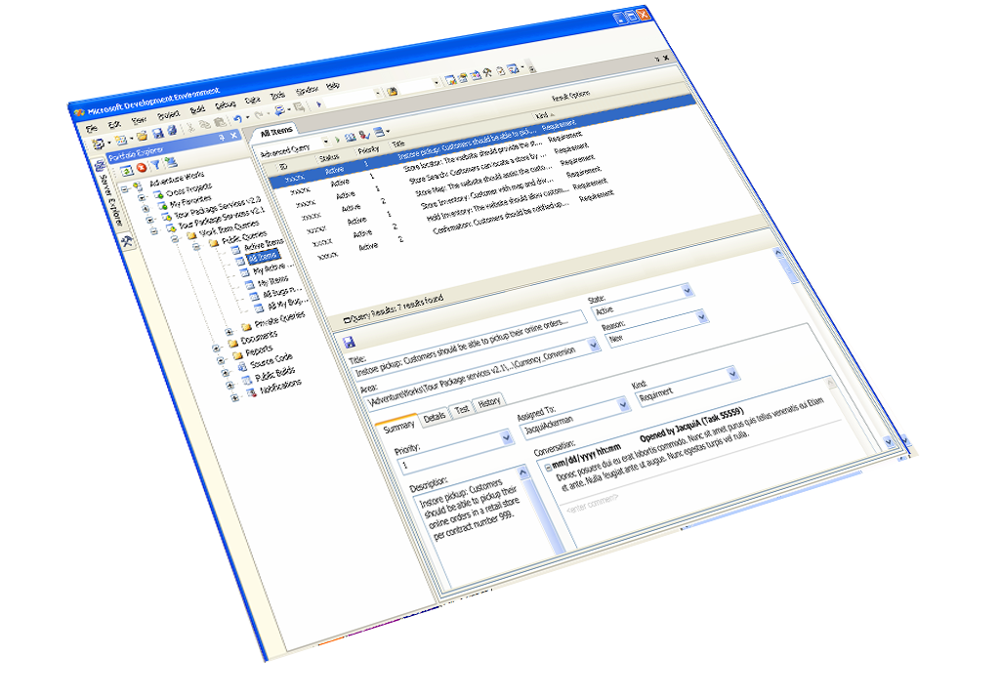 Microsoft Development Environment
File Edit View Project Build Debug Data Tools Window Help
Portfolio Explorer
Server Explorer
Adventure Works
Cross Projects
My Favorites
Tour Package Services v2.0
Tour Package Services v2.1
Work Item Queries
Public Queries
Active Items
All Items
My Active ...
My Items
All Bugs n...
All My Bug...
Private Queries
Documents
Reports
Source Code
Public Builds
Notifications
All Items
Advanced Query
Result Options
ID Status Priority Title Kind
xxxxx Active 1 Instore pickup: Customers should be able to pick... Requirement
xxxxx Active 1 Store locator: The website should provide the st... Requirement
xxxxx Active 1 Store Search: Customers can locate a store by ... Requirement
xxxxx Active 2 Store Map: The website should assist the custo... Requirement
xxxxx Active 1 Store Inventory: Customer with map and driv... Requirement
xxxxx Active 2 Hold Inventory: The website should allow custom... Requirement
xxxxx Active 2 Confirmation: Customers should be notified up... Requirement
Query Results: 7 results found
Title:
Instore pickup: Customers should be able to pickup their online orders...
State:
Active
Area:
\AdventureWorks\Tour Package services v2.1\...\Currency_Conversion
Reason:
New
Summary Details Test History
Priority:
1
Assigned To:
JacquiAckerman
Kind:
Requirment
Description:
Instore pickup: Customers
should be able to pickup their
online orders in a retail store
per contract number 999.
Conversation:
mm/dd/yyyy hh:mm Opened by JacquiA (Task 55559)
Donec posuere dui eu erat lobortis commodo. Nunc sit amet purus quis tellus venenatis eui Etiam
et ante. Nulla feugiat ante ut augue. Nunc egestas turpis vel nulla.
<enter comment>